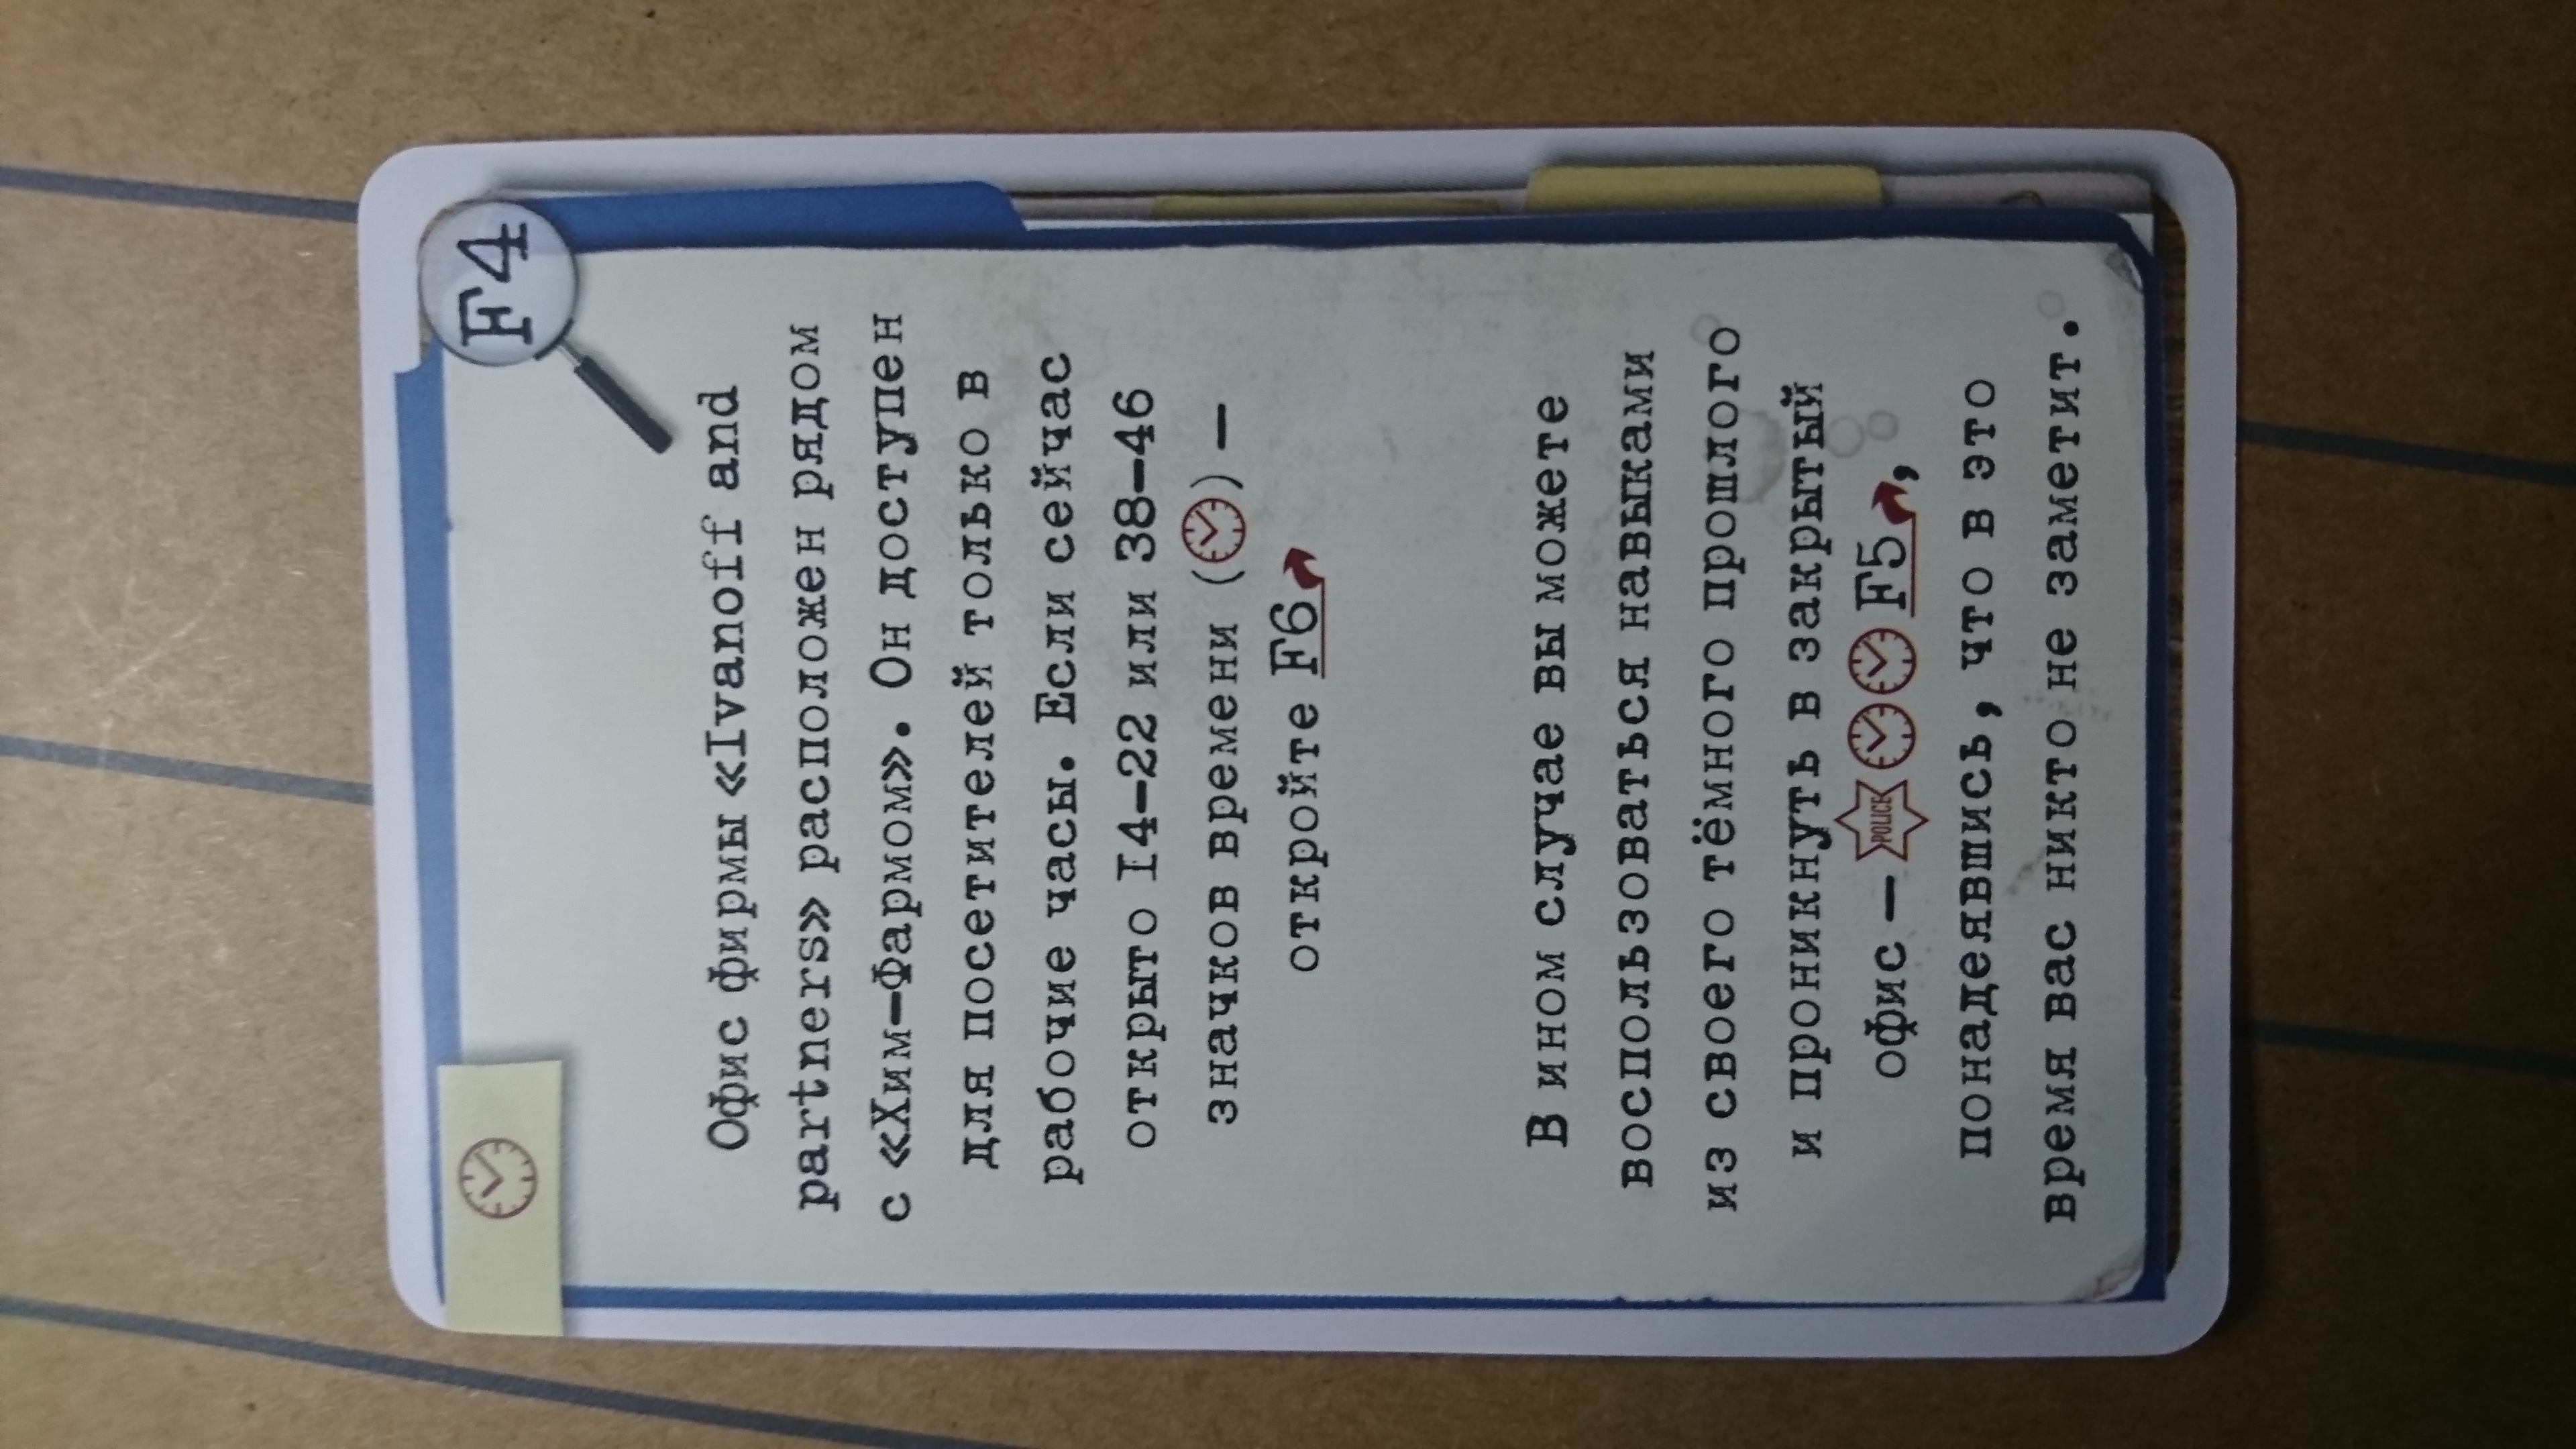 F4
Офис фирмы «Ivanoff and
partners» расположен рядом
с «Хим-Фармом». Он доступен
для посетителей только в
рабочие часы. Если сейчас
открыто 14-22 или 38-46
значков времени () —
откройте F6
В ином случае вы можете
воспользоваться навыками
из своего тёмного прошлого
и проникнуть в закрытый
офис — POLICE F5,
понадеявшись, что в это
время вас никто не заметит.